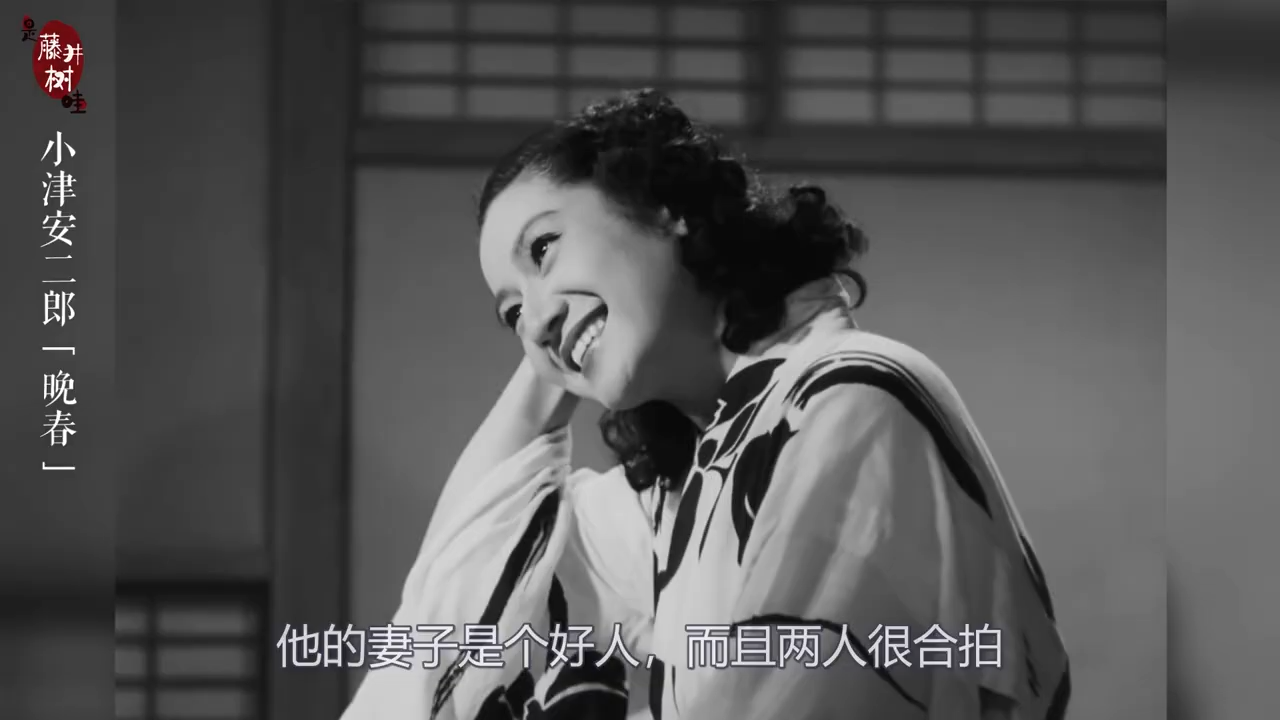 是
藤井
树
哇
小津安二郎「晚春」
他的妻子是个好人，而且两人很合拍